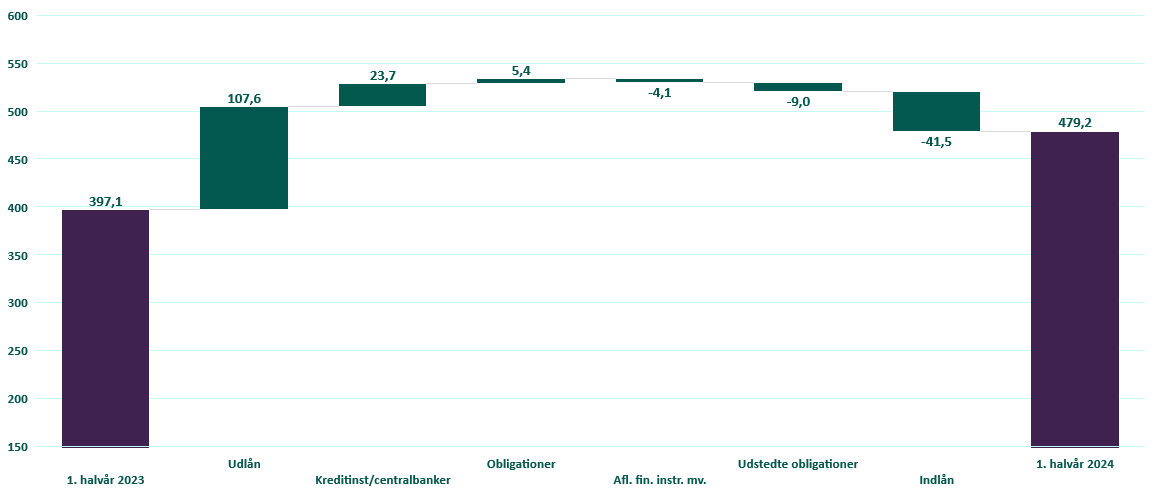 600
550
500
450
400
350
300
250
200
150
397,1
107,6
23,7
5,4
-4,1
-9,0
-41,5
479,2
1. halvår 2023
Udlån
Kreditinst/centralbanker
Obligationer
Afl. fin. instr. mv.
Udstedte obligationer
Indlån
1. halvår 2024